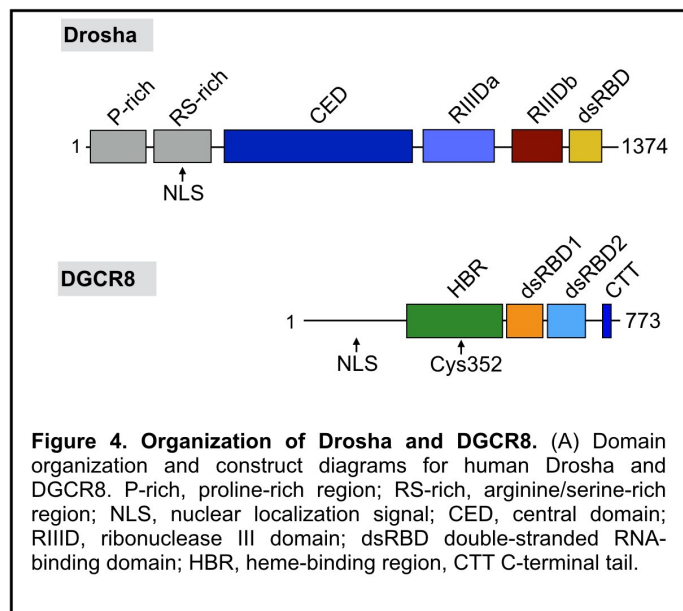 Drosha
P-rich RS-rich CED RIIIDa RIIIDb dsRBD
1 1374
NLS
DGCR8
HBR dsRBD1 dsRBD2 CTT
1 773
NLS Cys352
Figure 4. Organization of Drosha and DGCR8. (A) Domain
organization and construct diagrams for human Drosha and
DGCR8. P-rich, proline-rich region; RS-rich, arginine/serine-rich
region; NLS, nuclear localization signal; CED, central domain;
RIIID, ribonuclease III domain; dsRBD double-stranded RNA-
binding domain; HBR, heme-binding region, CTT C-terminal tail.